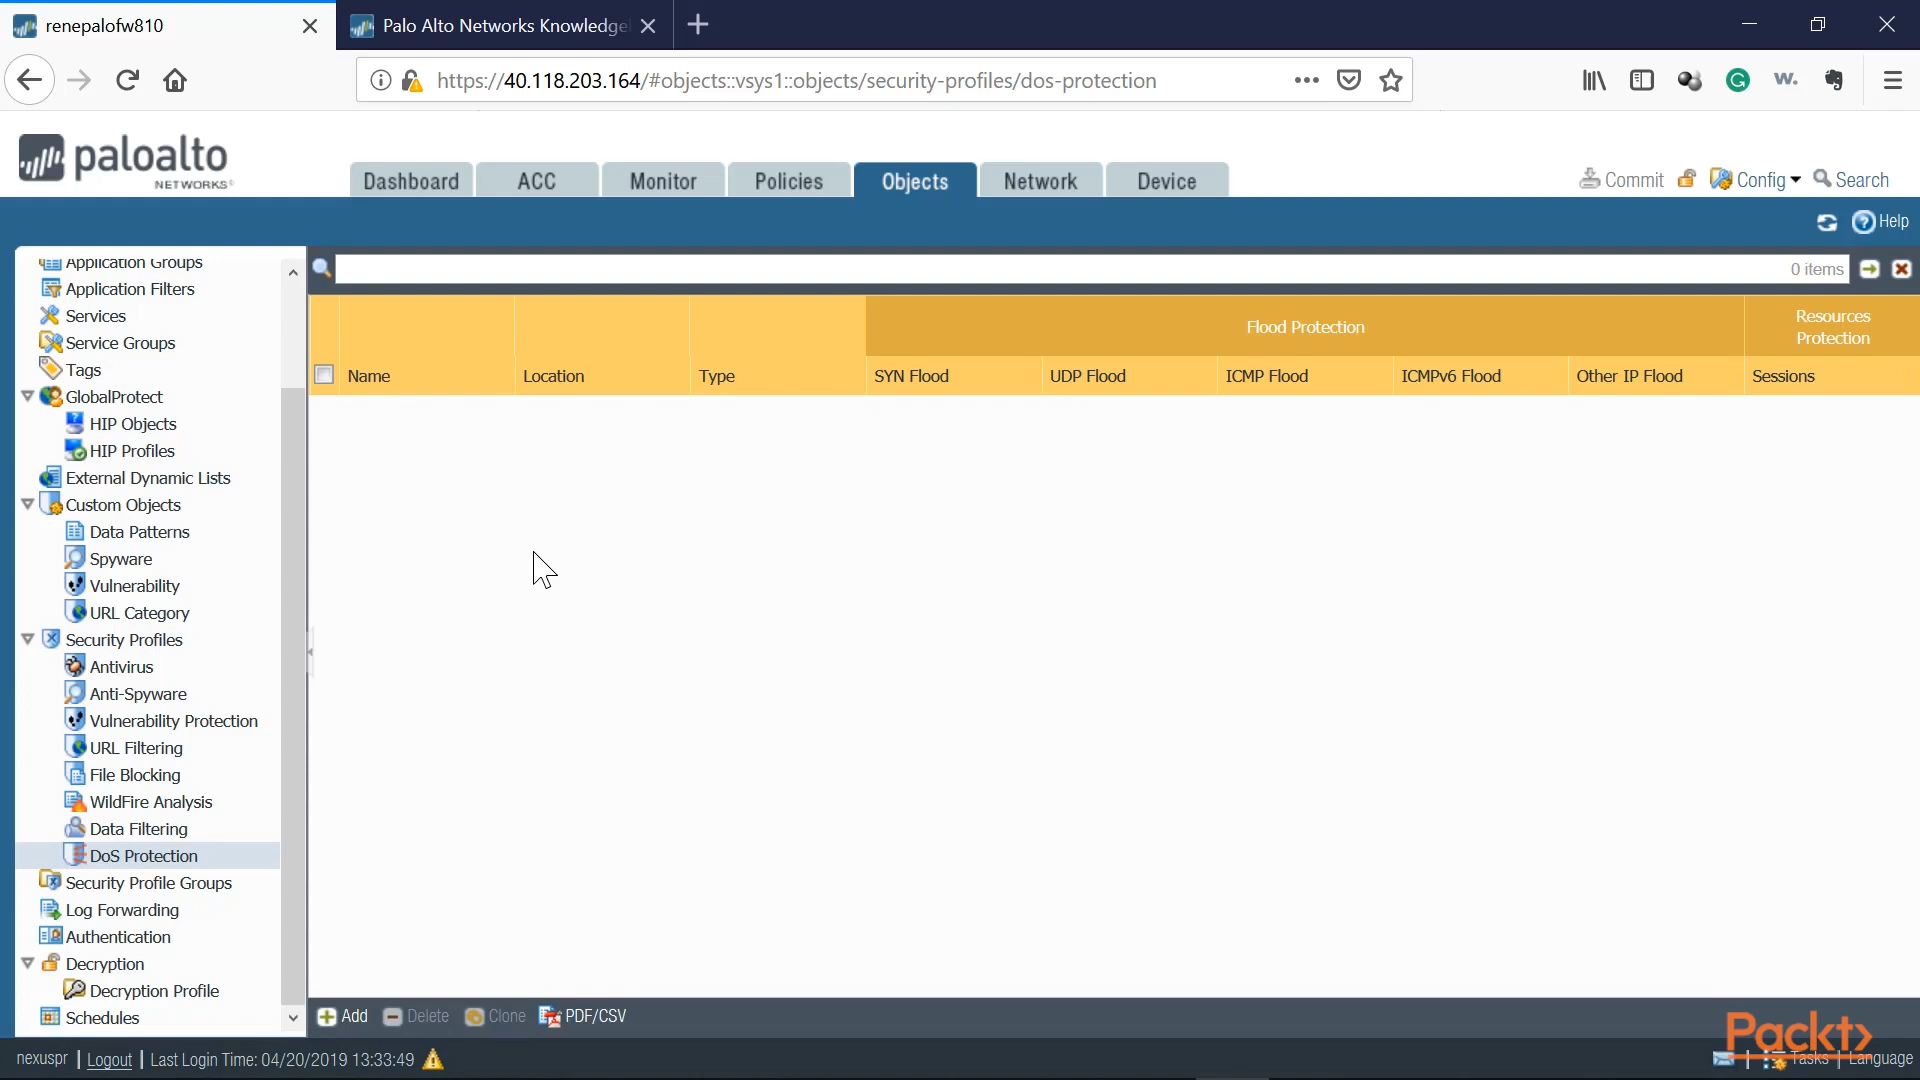 renepalofw810
Palo Alto Networks Knowledge
https://40.118.203.164/#objects::vsys1::objects/security-profiles/dos-protection
paloalto
NETWORKS
Dashboard
ACC
Monitor
Policies
Objects
Network
Device
Commit
Config
Search
Help
Application Groups
Application Filters
Services
Service Groups
Tags
GlobalProtect
HIP Objects
HIP Profiles
External Dynamic Lists
Custom Objects
Data Patterns
Spyware
Vulnerability
URL Category
Security Profiles
Antivirus
Anti-Spyware
Vulnerability Protection
URL Filtering
File Blocking
WildFire Analysis
Data Filtering
DoS Protection
Security Profile Groups
Log Forwarding
Authentication
Decryption
Decryption Profile
Schedules
0 items
Flood Protection
Resources
Protection
Name
Location
Type
SYN Flood
UDP Flood
ICMP Flood
ICMPv6 Flood
Other IP Flood
Sessions
Add
Delete
Clone
PDF/CSV
Packt>
nexuspr | Logout | Last Login Time: 04/20/2019 13:33:49
Tasks | Language